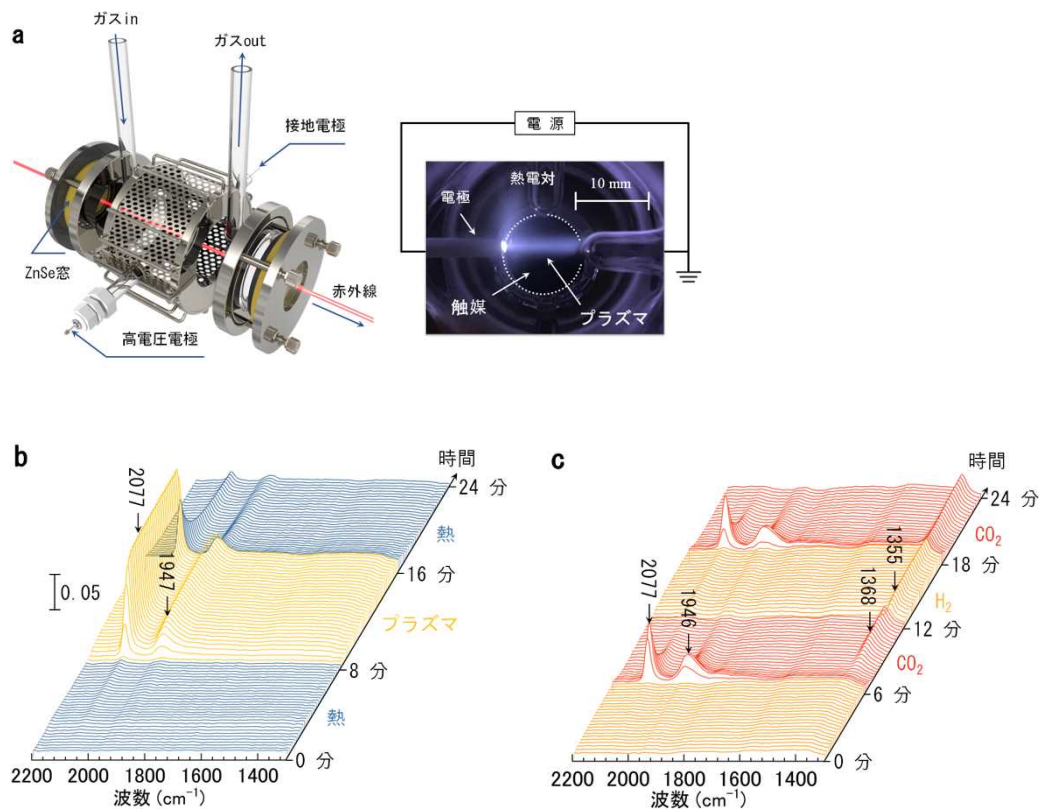 a
ガスin
ガスout
接地電極
ZnSe窓
赤外線
高電圧電極
電 源
熱電対
10 mm
電極
触媒
プラズマ
b
時間
2077
24 分
熱
1947
16 分
0.05
プラズマ
8 分
熱
0 分
2200 2000 1800 1600 1400
波数(cm⁻¹)
c
時間
24 分
CO₂
1355
18 分
2077
1368
H₂
1946
12 分
CO₂
6 分
0 分
2200 2000 1800 1600 1400
波数(cm⁻¹)